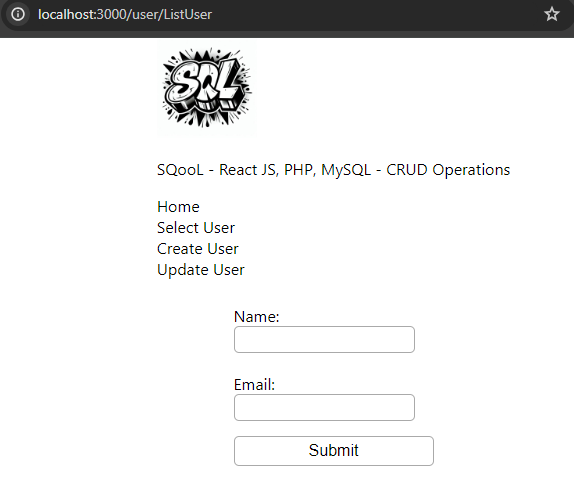 localhost:3000/user/ListUser
SQL
SQooL - React JS, PHP, MySQL - CRUD Operations
Home
Select User
Create User
Update User
Name:
Email:
Submit